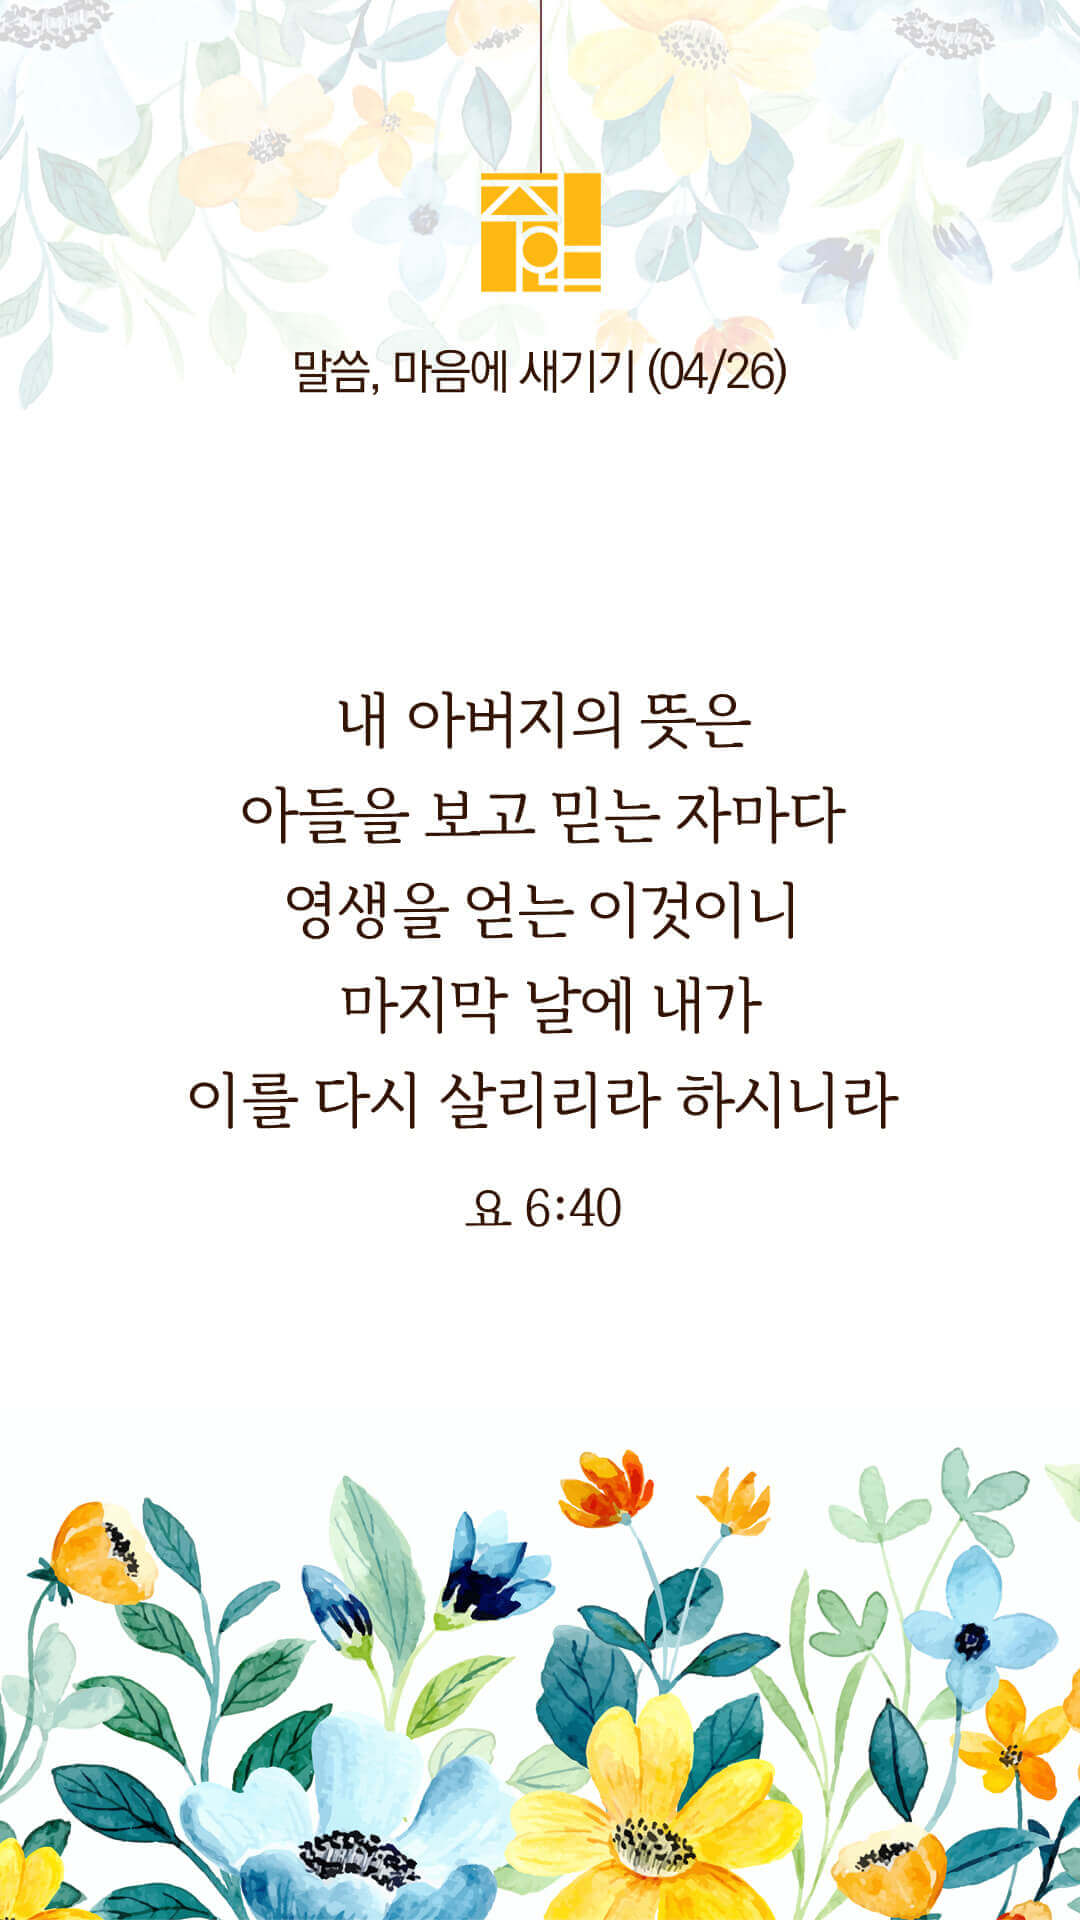 주안
말씀, 마음에 새기기 (04/26)
내 아버지의 뜻은
아들을 보고 믿는 자마다
영생을 얻는 이것이니
마지막 날에 내가
이를 다시 살리리라 하시니라
요 6:40